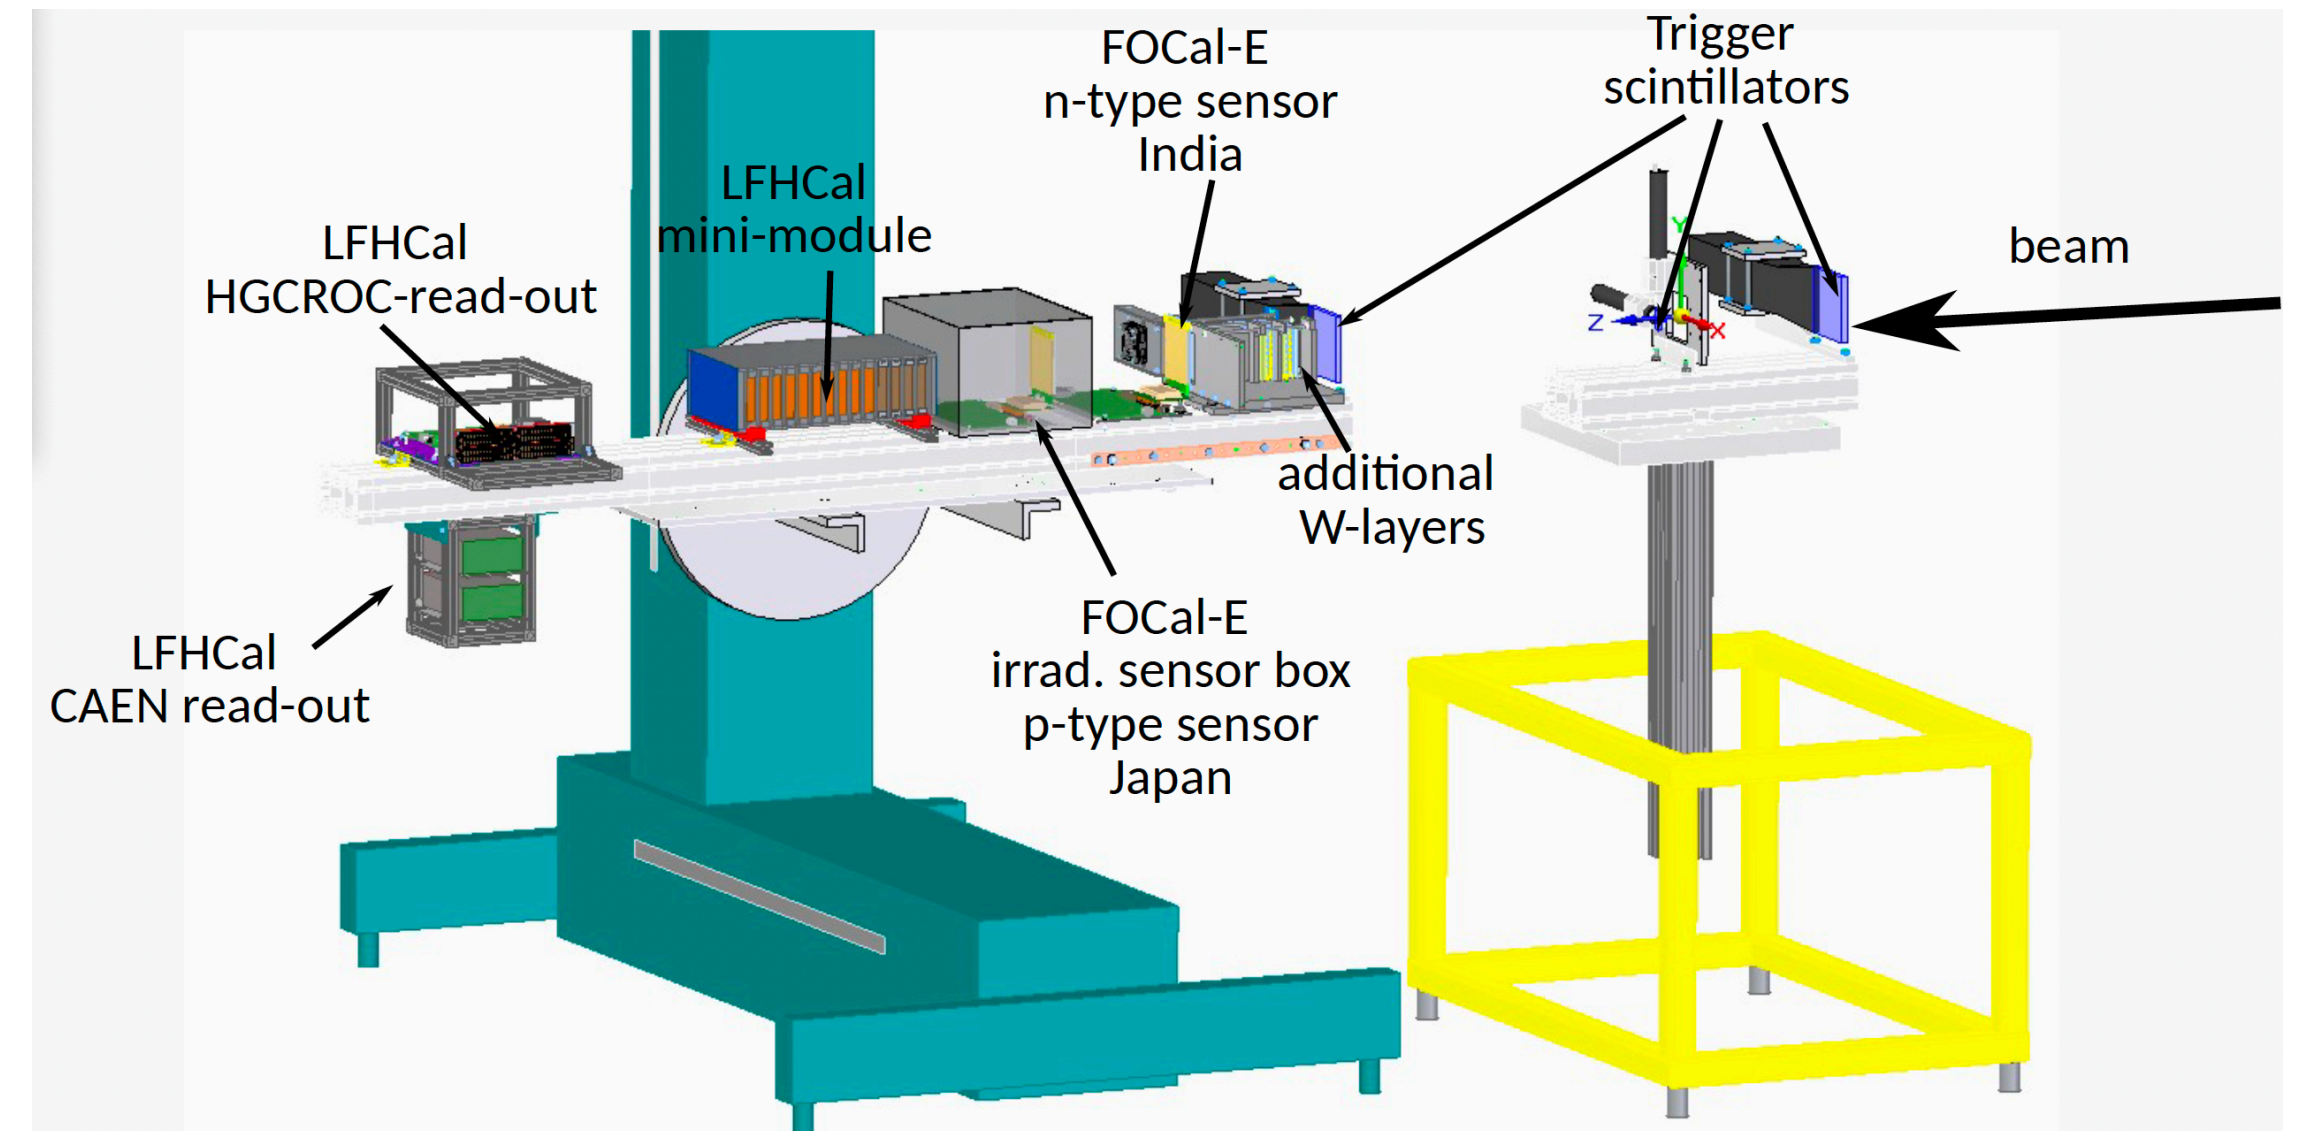 Trigger
scintillators
FOCal-E
n-type sensor
India
LFHCal
mini-module
LFHCal
HGCROC-read-out
beam
Y
Z
X
additional
W-layers
FOCal-E
irrad. sensor box
p-type sensor
Japan
LFHCal
CAEN read-out